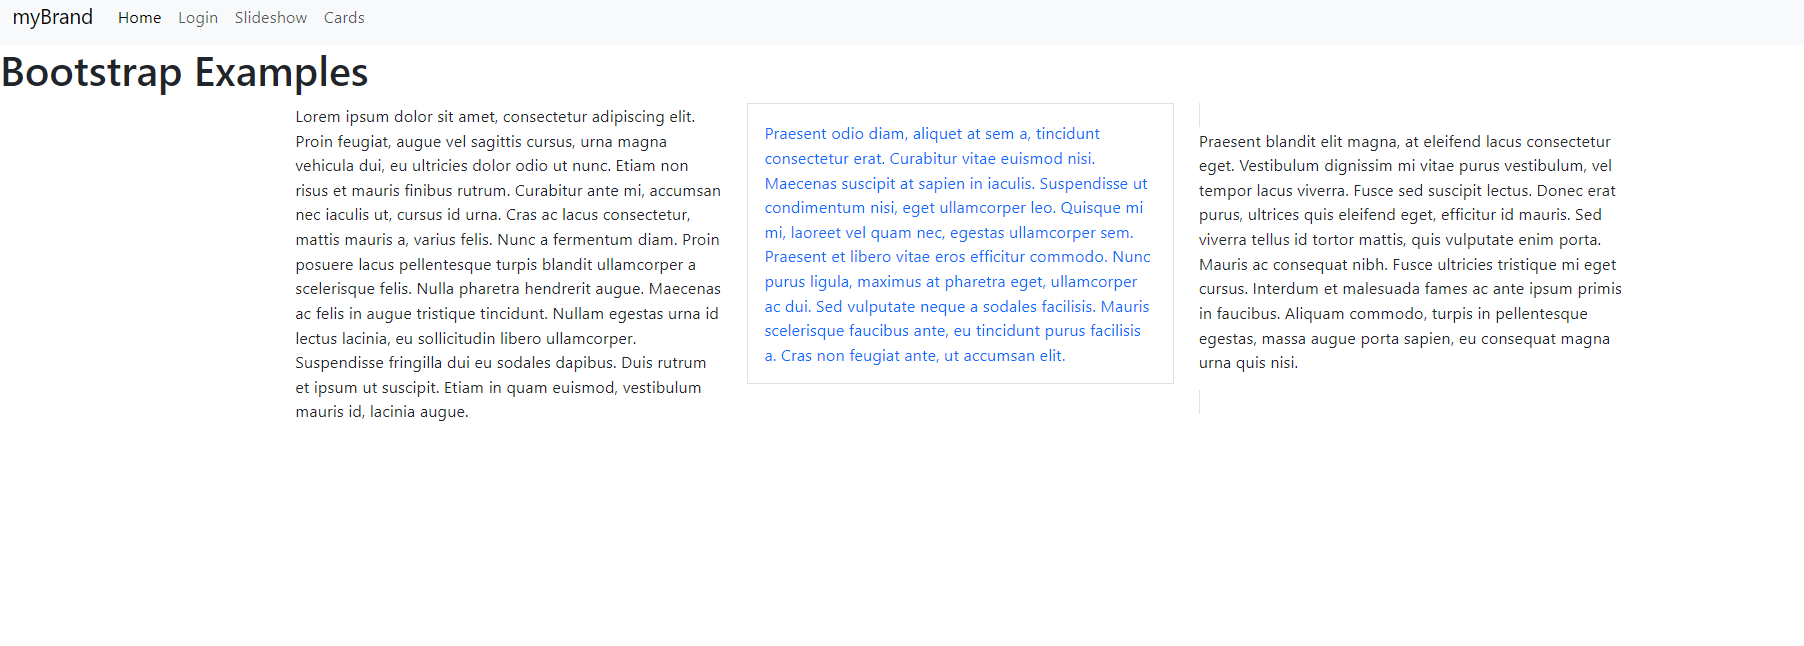 myBrand Home Login Slideshow Cards
Bootstrap Examples
Lorem ipsum dolor sit amet, consectetur adipiscing elit.
Proin feugiat, augue vel sagittis cursus, urna magna
vehicula dui, eu ultricies dolor odio ut nunc. Etiam non
risus et mauris finibus rutrum. Curabitur ante mi, accumsan
nec iaculis ut, cursus id urna. Cras ac lacus consectetur,
mattis mauris a, varius felis. Nunc a fermentum diam. Proin
posuere lacus pellentesque turpis blandit ullamcorper a
scelerisque felis. Nulla pharetra hendrerit augue. Maecenas
ac felis in augue tristique tincidunt. Nullam egestas urna id
lectus lacinia, eu sollicitudin libero ullamcorper.
Suspendisse fringilla dui eu sodales dapibus. Duis rutrum
et ipsum ut suscipit. Etiam in quam euismod, vestibulum
mauris id, lacinia augue.
Praesent odio diam, aliquet at sem a, tincidunt
consectetur erat. Curabitur vitae euismod nisi.
Maecenas suscipit at sapien in iaculis. Suspendisse ut
condimentum nisi, eget ullamcorper leo. Quisque mi
mi, laoreet vel quam nec, egestas ullamcorper sem.
Praesent et libero vitae eros efficitur commodo. Nunc
purus ligula, maximus at pharetra eget, ullamcorper
ac dui. Sed vulputate neque a sodales facilisis. Mauris
scelerisque faucibus ante, eu tincidunt purus facilisis
a. Cras non feugiat ante, ut accumsan elit.
Praesent blandit elit magna, at eleifend lacus consectetur
eget. Vestibulum dignissim mi vitae purus vestibulum, vel
tempor lacus viverra. Fusce sed suscipit lectus. Donec erat
purus, ultrices quis eleifend eget, efficitur id mauris. Sed
viverra tellus id tortor mattis, quis vulputate enim porta.
Mauris ac consequat nibh. Fusce ultricies tristique mi eget
cursus. Interdum et malesuada fames ac ante ipsum primis
in faucibus. Aliquam commodo, turpis in pellentesque
egestas, massa augue porta sapien, eu consequat magna
urna quis nisi.